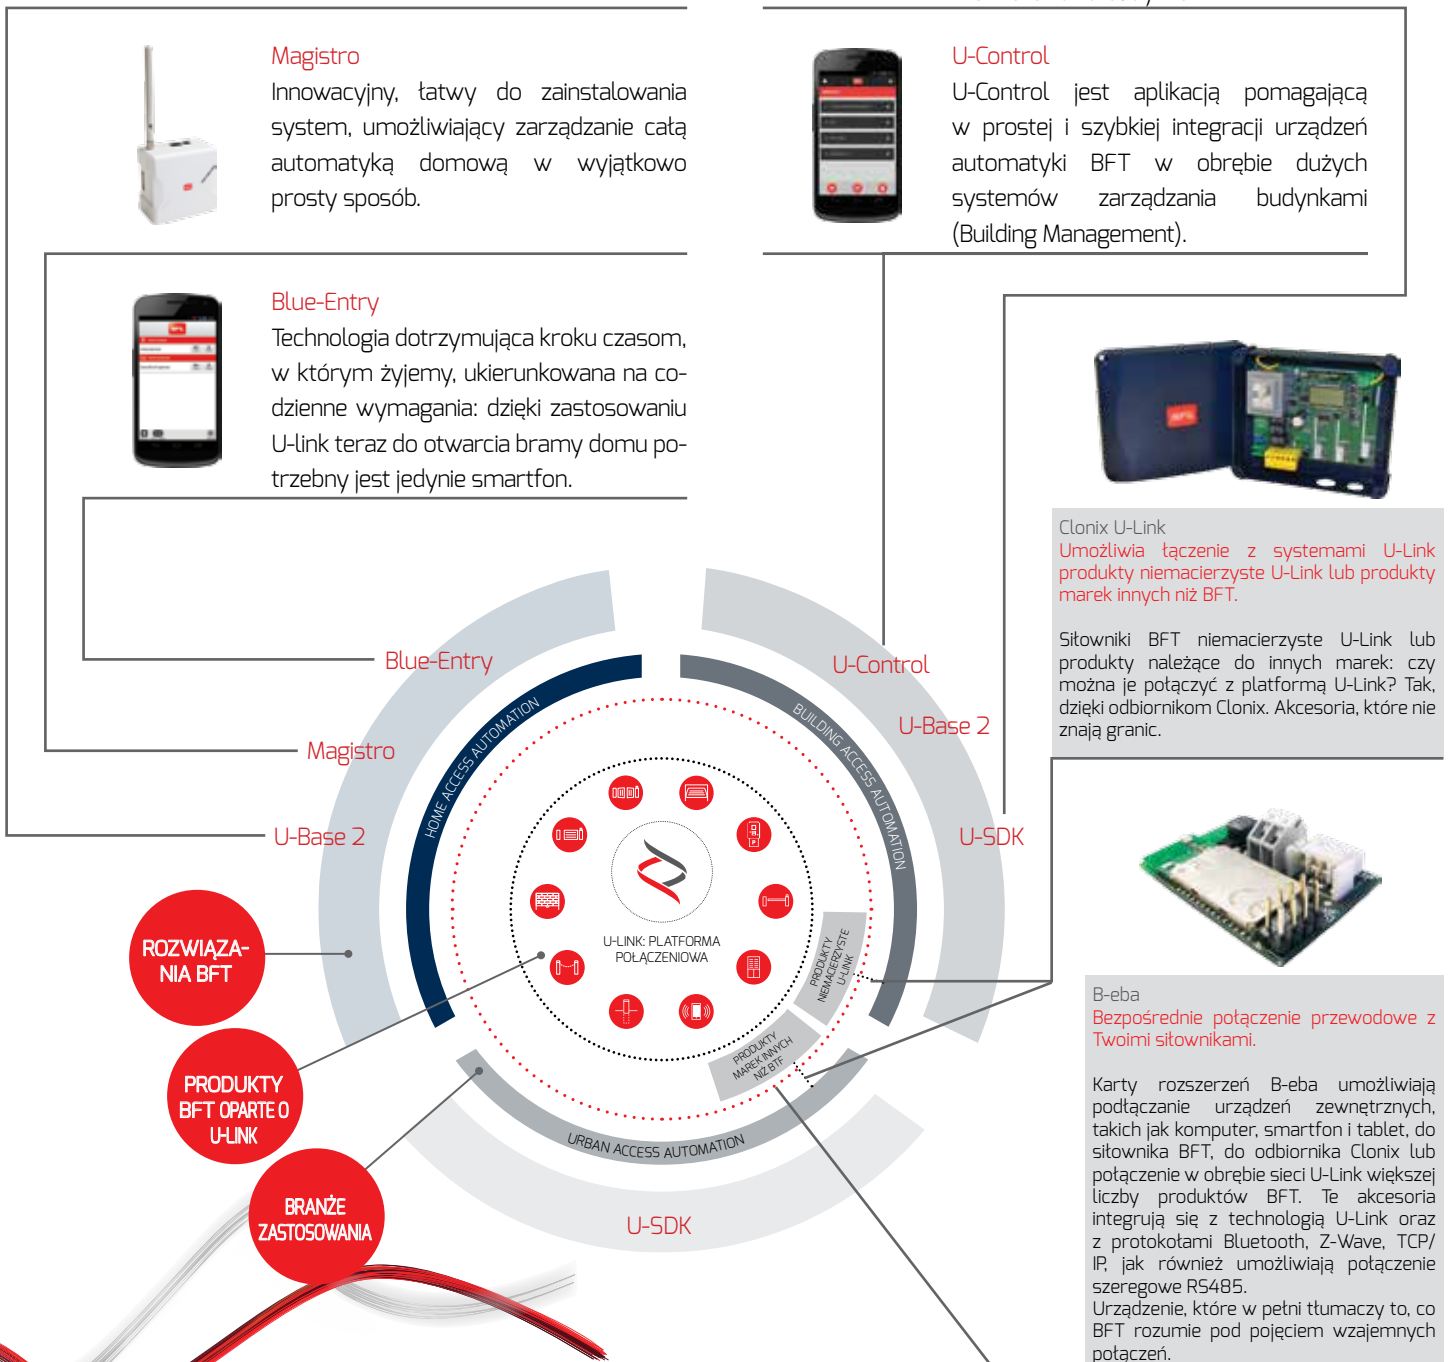 Magistro
Innowacyjny, łatwy do zainstalowania
system, umożliwiający zarządzanie całą
automatyką domową w wyjątkowo
prosty sposób.
U-Control
U-Control jest aplikacją pomagającą
w prostej i szybkiej integracji urządzeń
automatyki BFT w obrębie dużych
systemów zarządzania budynkami
(Building Management).
Blue-Entry
Technologia dotrzymująca kroku czasom,
w którym żyjemy, ukierunkowana na co-
dzienne wymagania: dzięki zastosowaniu
U-link teraz do otwarcia bramy domu po-
trzebny jest jedynie smartfon.
Clonix U-Link
Umożliwia łączenie z systemami U-Link
produkty niemacierzyste U-Link lub produkty
marek innych niż BFT.
Siłowniki BFT niemacierzyste U-Link lub
produkty należące do innych marek: czy
można je połączyć z platformą U-Link? Tak,
dzięki odbiornikom Clonix. Akcesoria, które nie
znają granic.
Blue-Entry
Magistro
U-Base 2
U-Control
U-Base 2
U-SDK
HOME ACCESS AUTOMATION
BUILDING ACCESS AUTOMATION
U-LINK: PLATFORMA
POŁĄCZENIOWA
PRODUKTY
NIEMACIERZYSTE
U-LINK
PRODUKTY
MAREK INNYCH
NIŻ BTF
URBAN ACCESS AUTOMATION
U-SDK
ROZWIĄZA-
NIA BFT
PRODUKTY
BFT OPARTE O
U-LINK
BRANŻE
ZASTOSOWANIA
B-eba
Bezpośrednie połączenie przewodowe z
Twoimi siłownikami.
Karty rozszerzeń B-eba umożliwiają
podłączanie urządzeń zewnętrznych,
takich jak komputer, smartfon i tablet, do
siłownika BFT, do odbiornika Clonix lub
połączenie w obrębie sieci U-Link większej
liczby produktów BFT. Te akcesoria
integrują się z technologią U-Link oraz
z protokołami Bluetooth, Z-Wave, TCP/
IP, jak również umożliwiają połączenie
szeregowe RS485.
Urządzenie, które w pełni tłumaczy to, co
BFT rozumie pod pojęciem wzajemnych
połączeń.